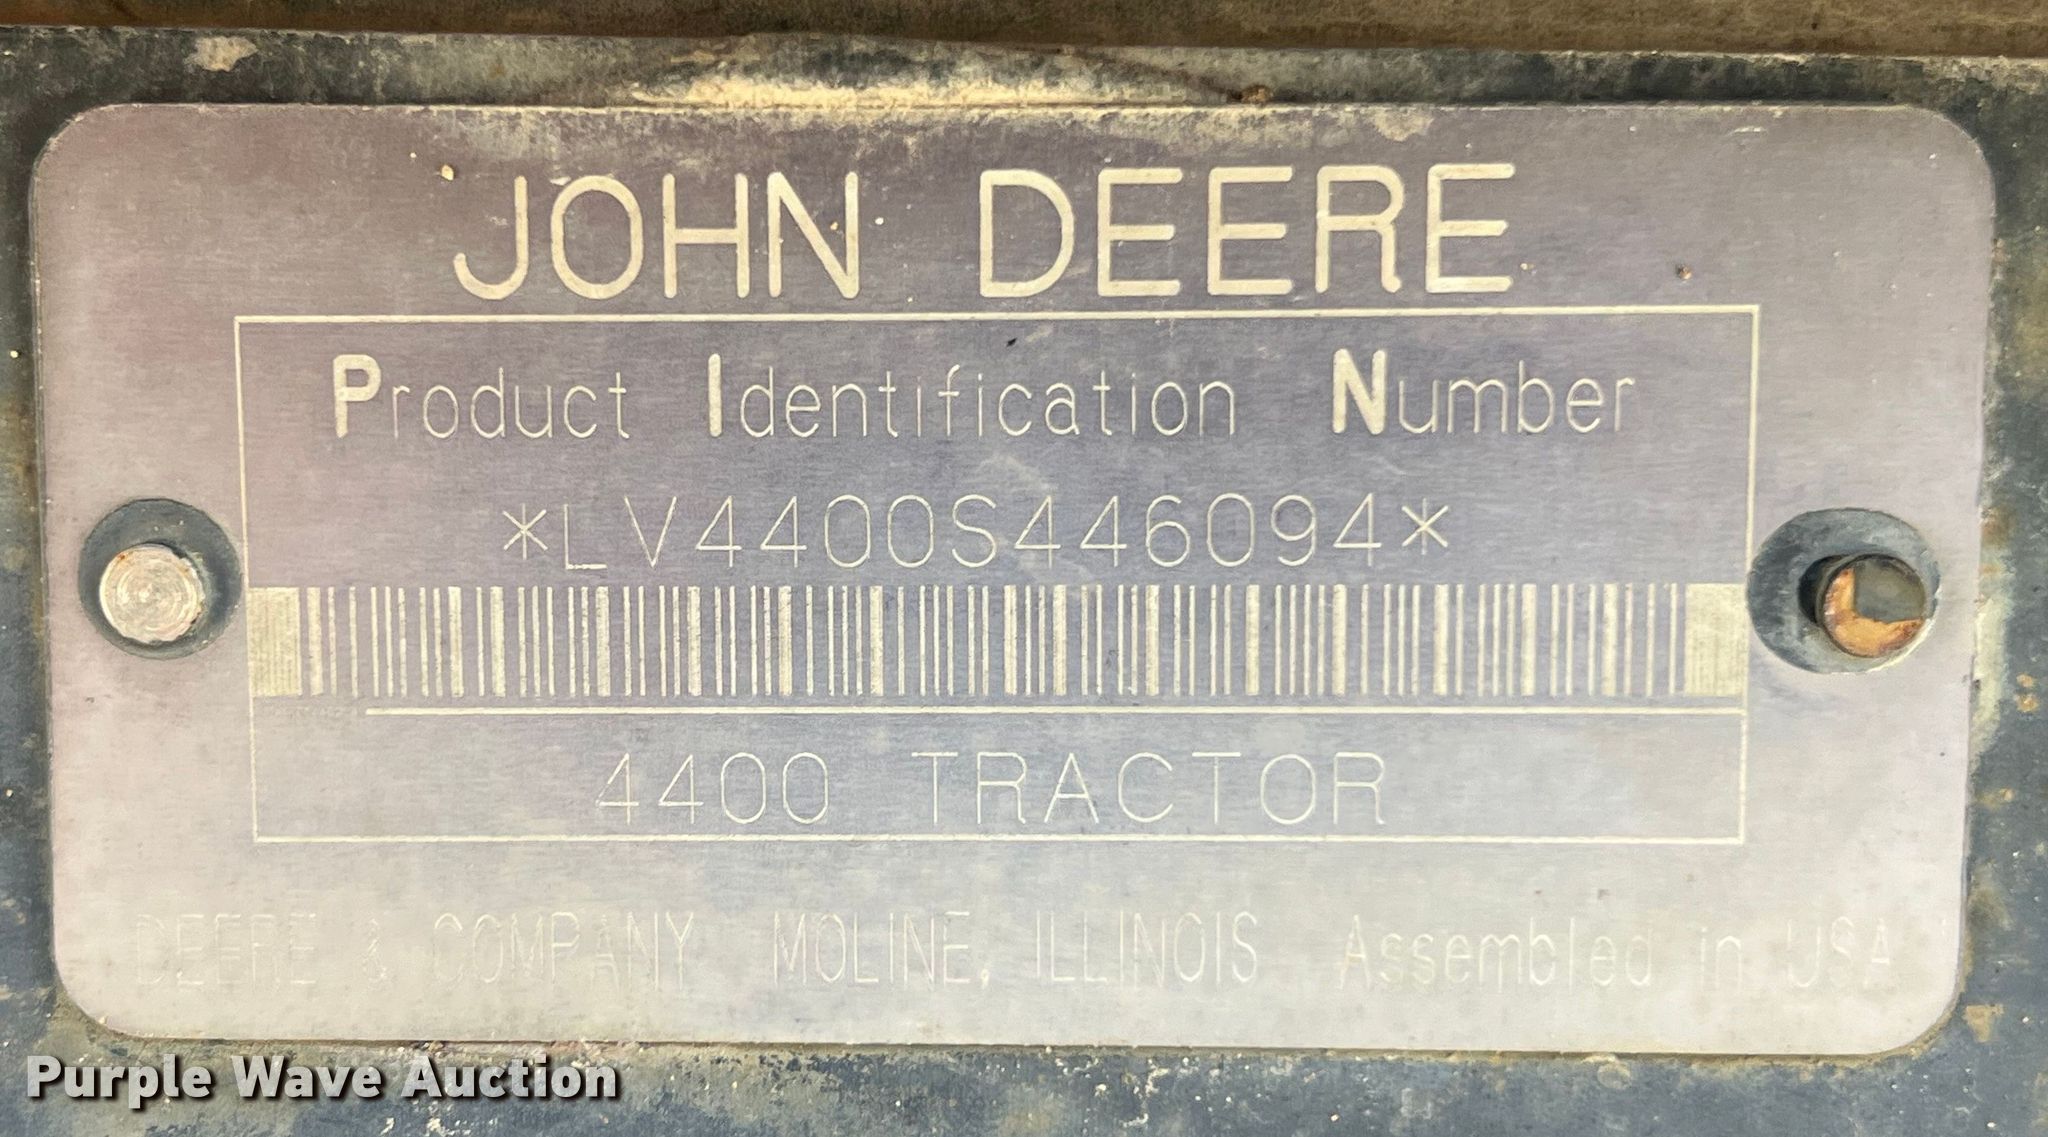 JOHN DEERE
Product Identification Number
*LV4400S446094*
4400 TRACTOR
DEERE & COMPANY MOLINE, ILLINOIS Assembled in USA
Purple Wave Auction